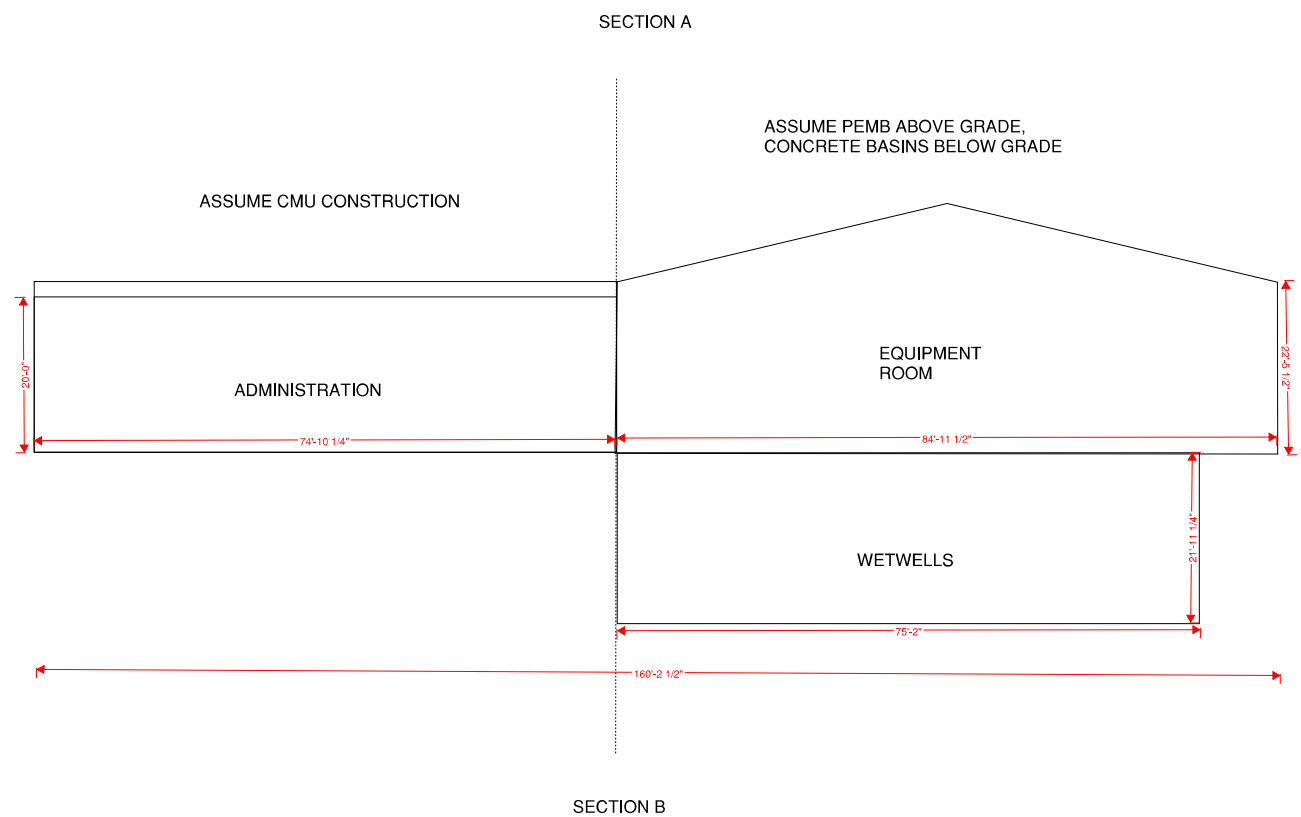 SECTION A
ASSUME PEMB ABOVE GRADE,
CONCRETE BASINS BELOW GRADE
ASSUME CMU CONSTRUCTION
20'-0"
ADMINISTRATION
74'-10 1/4"
EQUIPMENT
ROOM
22'-5 1/2"
84'-11 1/2"
WETWELLS
21'-11 1/4"
75'-2"
160'-2 1/2"
SECTION B